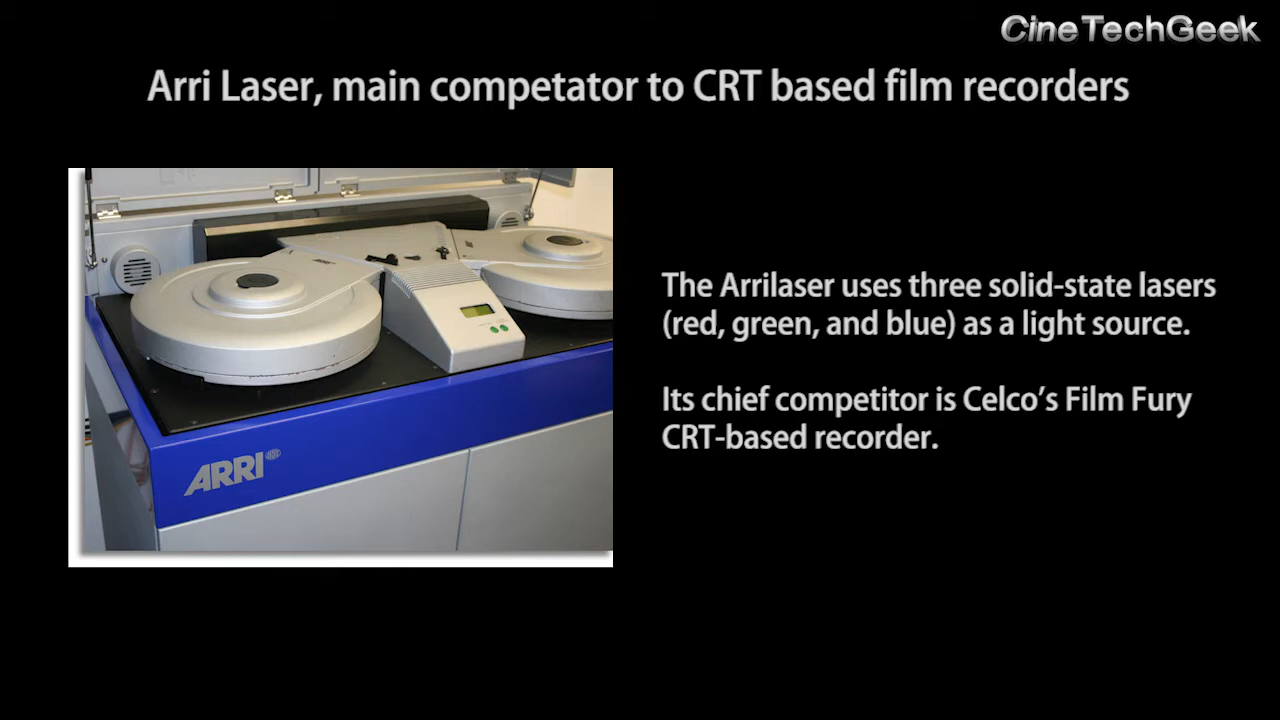 CineTechGeek
Arri Laser, main competator to CRT based film recorders
The Arrilaser uses three solid-state lasers
(red, green, and blue) as a light source.
Its chief competitor is Celco’s Film Fury
CRT-based recorder.
ARRI